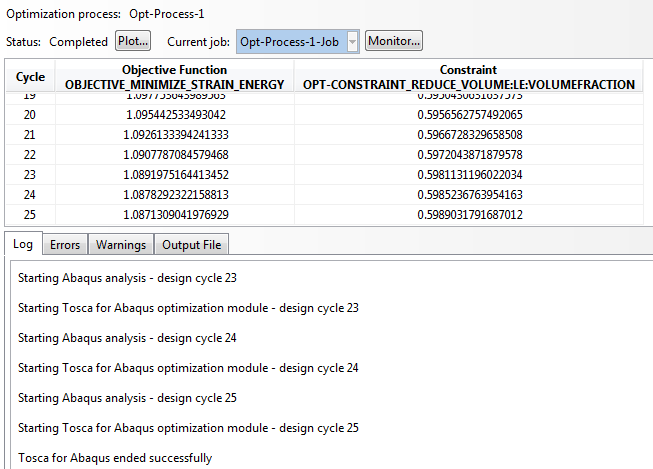 Optimization process: Opt-Process-1
Status: Completed Plot... Current job: Opt-Process-1-Job Monitor...
Cycle Objective Function OBJECTIVE_MINIMIZE_STRAIN_ENERGY Constraint OPT-CONSTRAINT_REDUCE_VOLUME:LE:VOLUMEFRACTION
19 1.097753643989563 0.5950430631637573
20 1.095442533493042 0.5956562757492065
21 1.0926133394241333 0.5966728329658508
22 1.0907787084579468 0.5972043871879578
23 1.0891975164413452 0.5981131196022034
24 1.0878292322158813 0.5985236763954163
25 1.0871309041976929 0.5989031791687012
Log Errors Warnings Output File
Starting Abaqus analysis - design cycle 23
Starting Tosca for Abaqus optimization module - design cycle 23
Starting Abaqus analysis - design cycle 24
Starting Tosca for Abaqus optimization module - design cycle 24
Starting Abaqus analysis - design cycle 25
Starting Tosca for Abaqus optimization module - design cycle 25
Tosca for Abaqus ended successfully